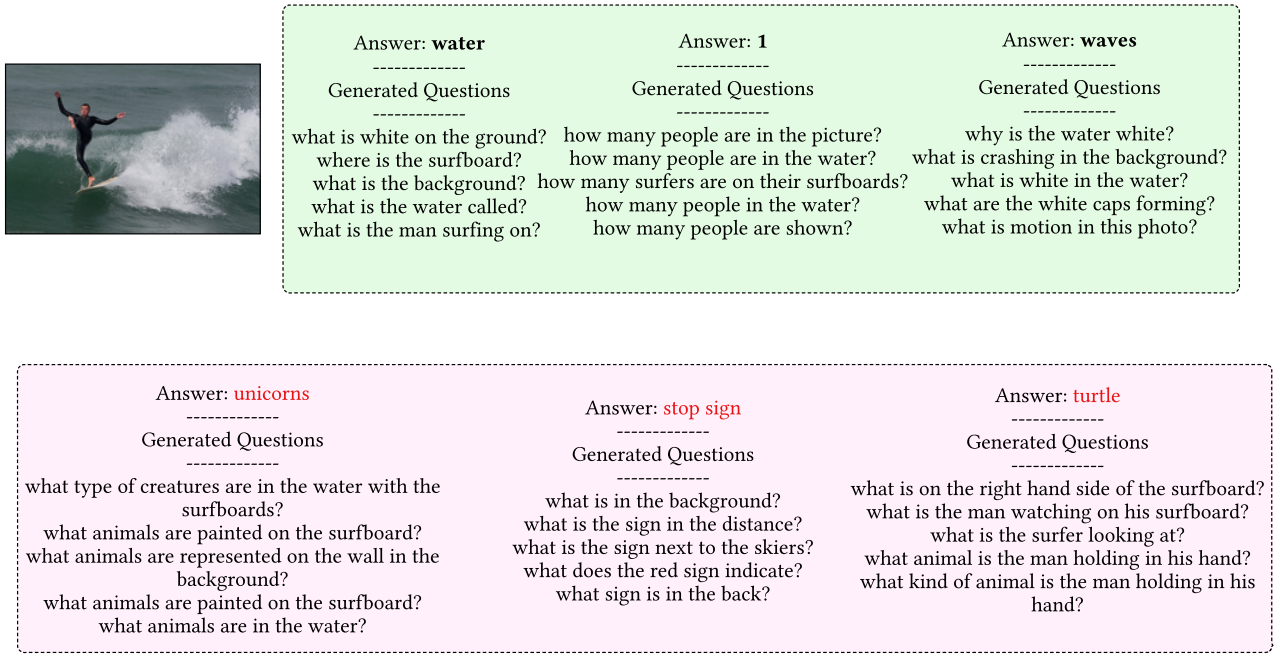 Answer: water
-------------
Generated Questions
-------------
what is white on the ground?
where is the surfboard?
what is the background?
what is the water called?
what is the man surfing on?
Answer: 1
-------------
Generated Questions
-------------
how many people are in the picture?
how many people are in the water?
how many surfers are on their surfboards?
how many people in the water?
how many people are shown?
Answer: waves
-------------
Generated Questions
-------------
why is the water white?
what is crashing in the background?
what is white in the water?
what are the white caps forming?
what is motion in this photo?
Answer: unicorns
-------------
Generated Questions
-------------
what type of creatures are in the water with the
surfboards?
what animals are painted on the surfboard?
what animals are represented on the wall in the
background?
what animals are painted on the surfboard?
what animals are in the water?
Answer: stop sign
-------------
Generated Questions
-------------
what is in the background?
what is the sign in the distance?
what is the sign next to the skiers?
what does the red sign indicate?
what sign is in the back?
Answer: turtle
-------------
Generated Questions
-------------
what is on the right hand side of the surfboard?
what is the man watching on his surfboard?
what is the surfer looking at?
what animal is the man holding in his hand?
what kind of animal is the man holding in his
hand?